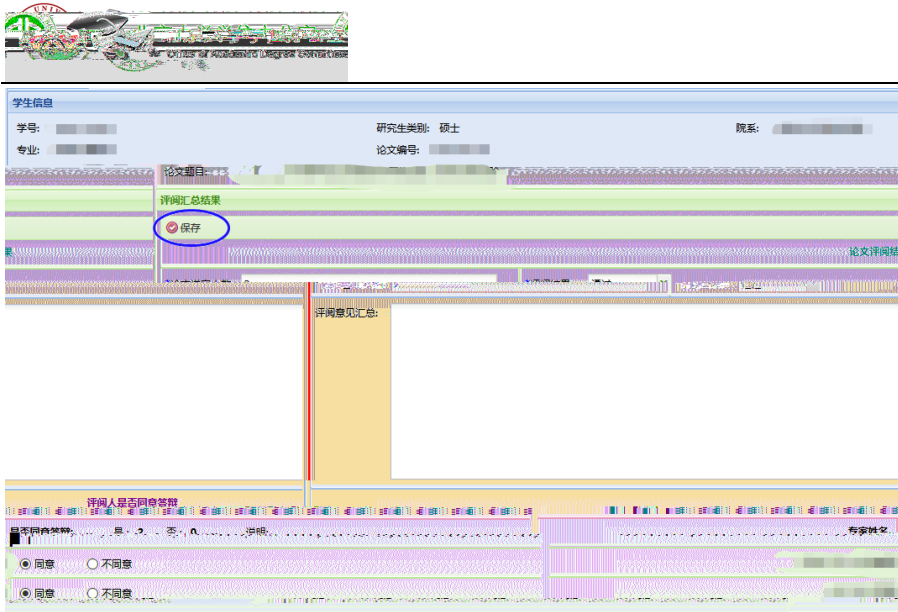 UNIV
学生信息
学号: 研究生类别: 硕士 院系:
专业: 论文编号:
论文题目:
评阅汇总结果
保存
论文评阅结
评阅意见汇总:
评阅人是否同意答辩
是否同意答辩: 是: 2 否: 0 说明: 专家姓名
同意 不同意
同意 不同意